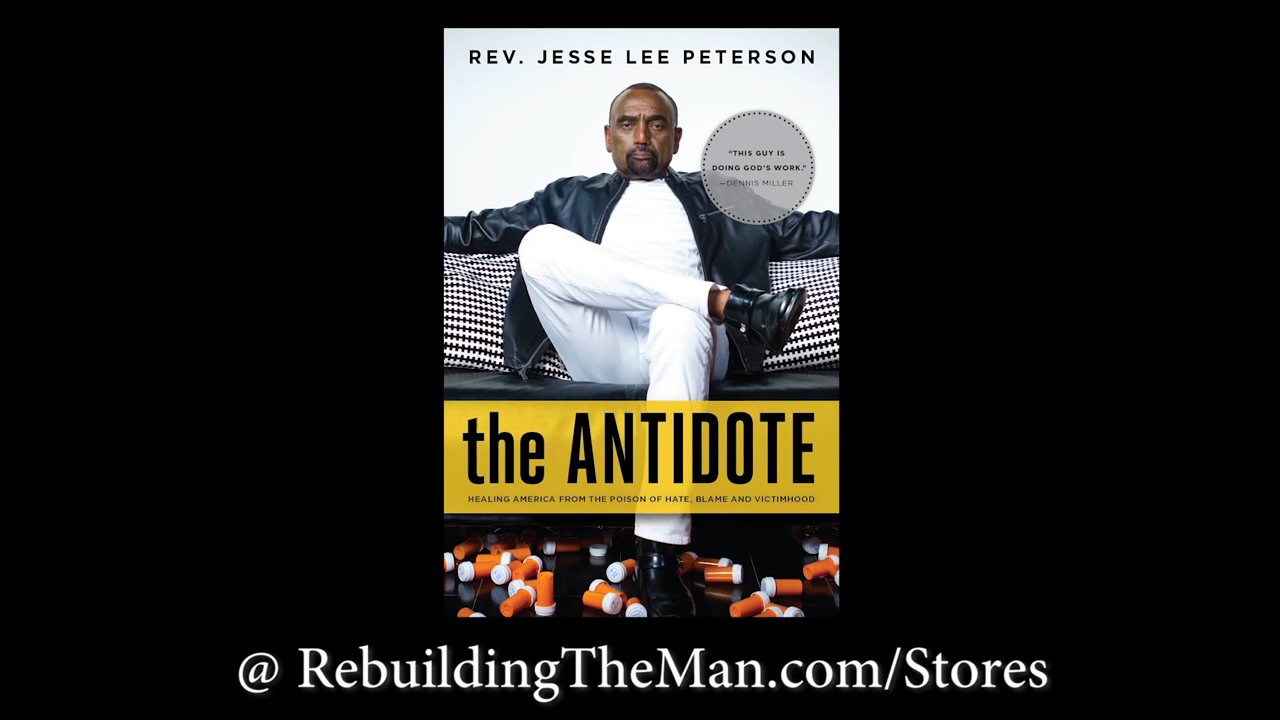 REV. JESSE LEE PETERSON
"THIS GUY IS
DOING GOD'S WORK."
—DENNIS MILLER
the ANTIDOTE
HEALING AMERICA FROM THE POISON OF HATE, BLAME AND VICTIMHOOD
@ RebuildingTheMan.com/Stores